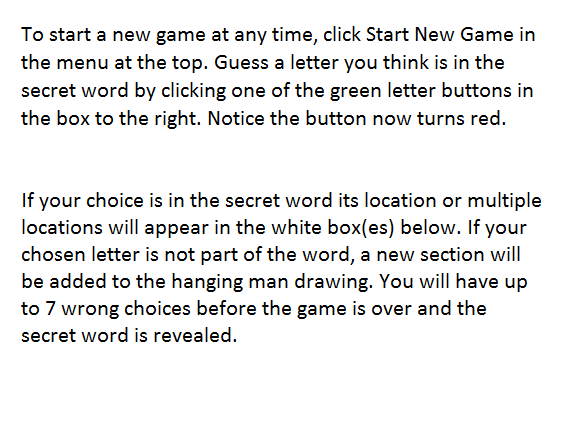 To start a new game at any time, click Start New Game in
the menu at the top. Guess a letter you think is in the
secret word by clicking one of the green letter buttons in
the box to the right. Notice the button now turns red.
If your choice is in the secret word its location or multiple
locations will appear in the white box(es) below. If your
chosen letter is not part of the word, a new section will
be added to the hanging man drawing. You will have up
to 7 wrong choices before the game is over and the
secret word is revealed.